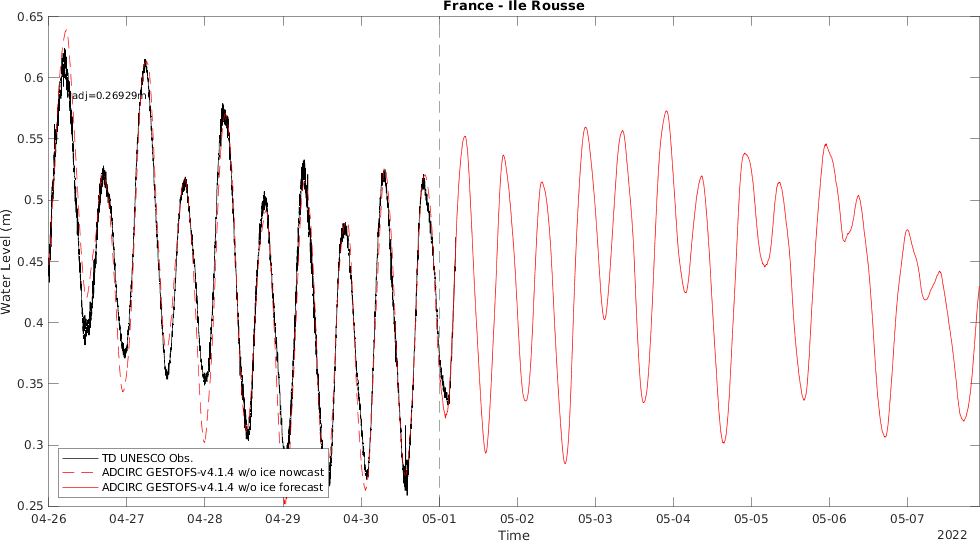 France - Ile Rousse
0.65
0.6
0.55
0.5
0.45
0.4
0.35
0.3
0.25
Water Level (m)
adj=0.26929m
TD UNESCO Obs.
ADCIRC GESTOFS-v4.1.4 w/o ice nowcast
ADCIRC GESTOFS-v4.1.4 w/o ice forecast
04-26 04-27 04-28 04-29 04-30 05-01 05-02 05-03 05-04 05-05 05-06 05-07
Time
2022